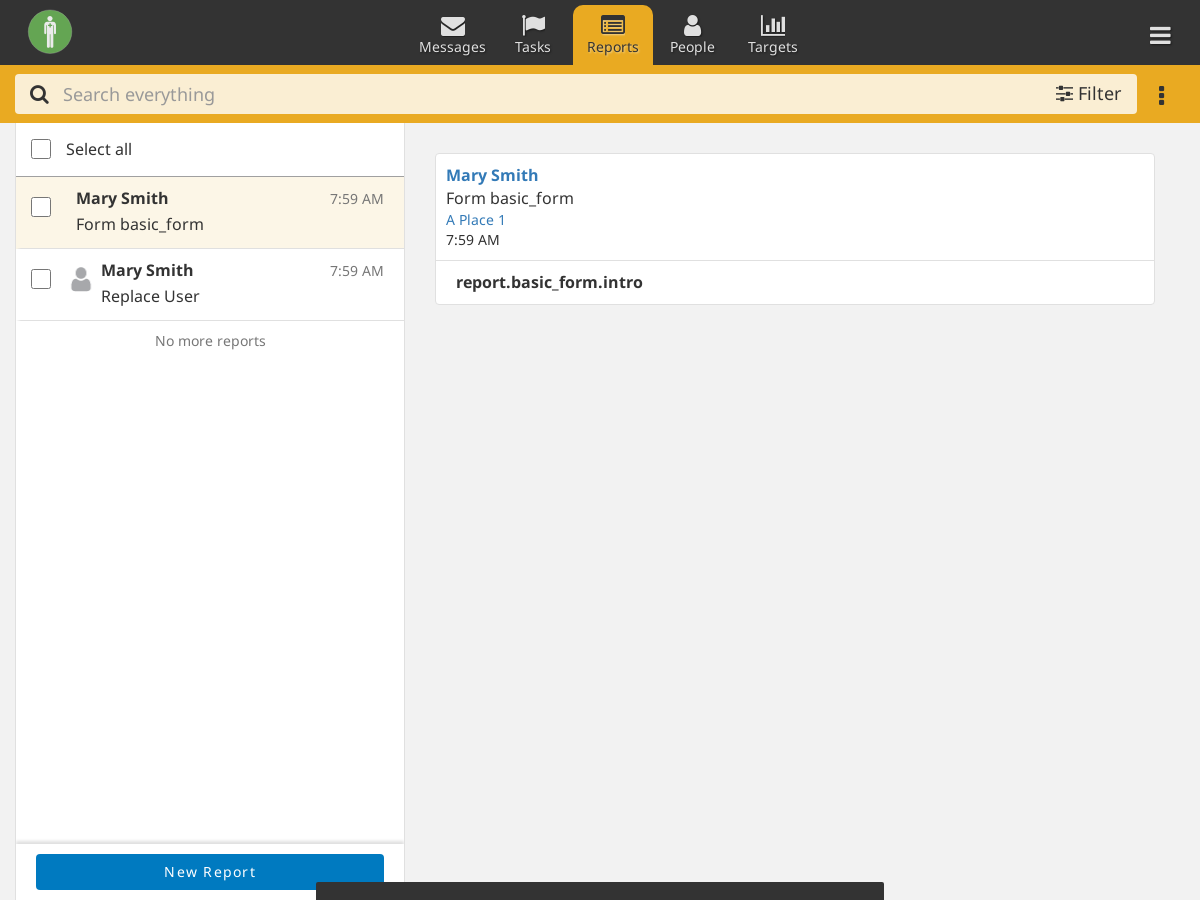 Messages
Tasks
Reports
People
Targets
Search everything
Filter
Select all
Mary Smith 7:59 AM
Form basic_form
Mary Smith 7:59 AM
Replace User
No more reports
New Report
Mary Smith
Form basic_form
A Place 1
7:59 AM
report.basic_form.intro